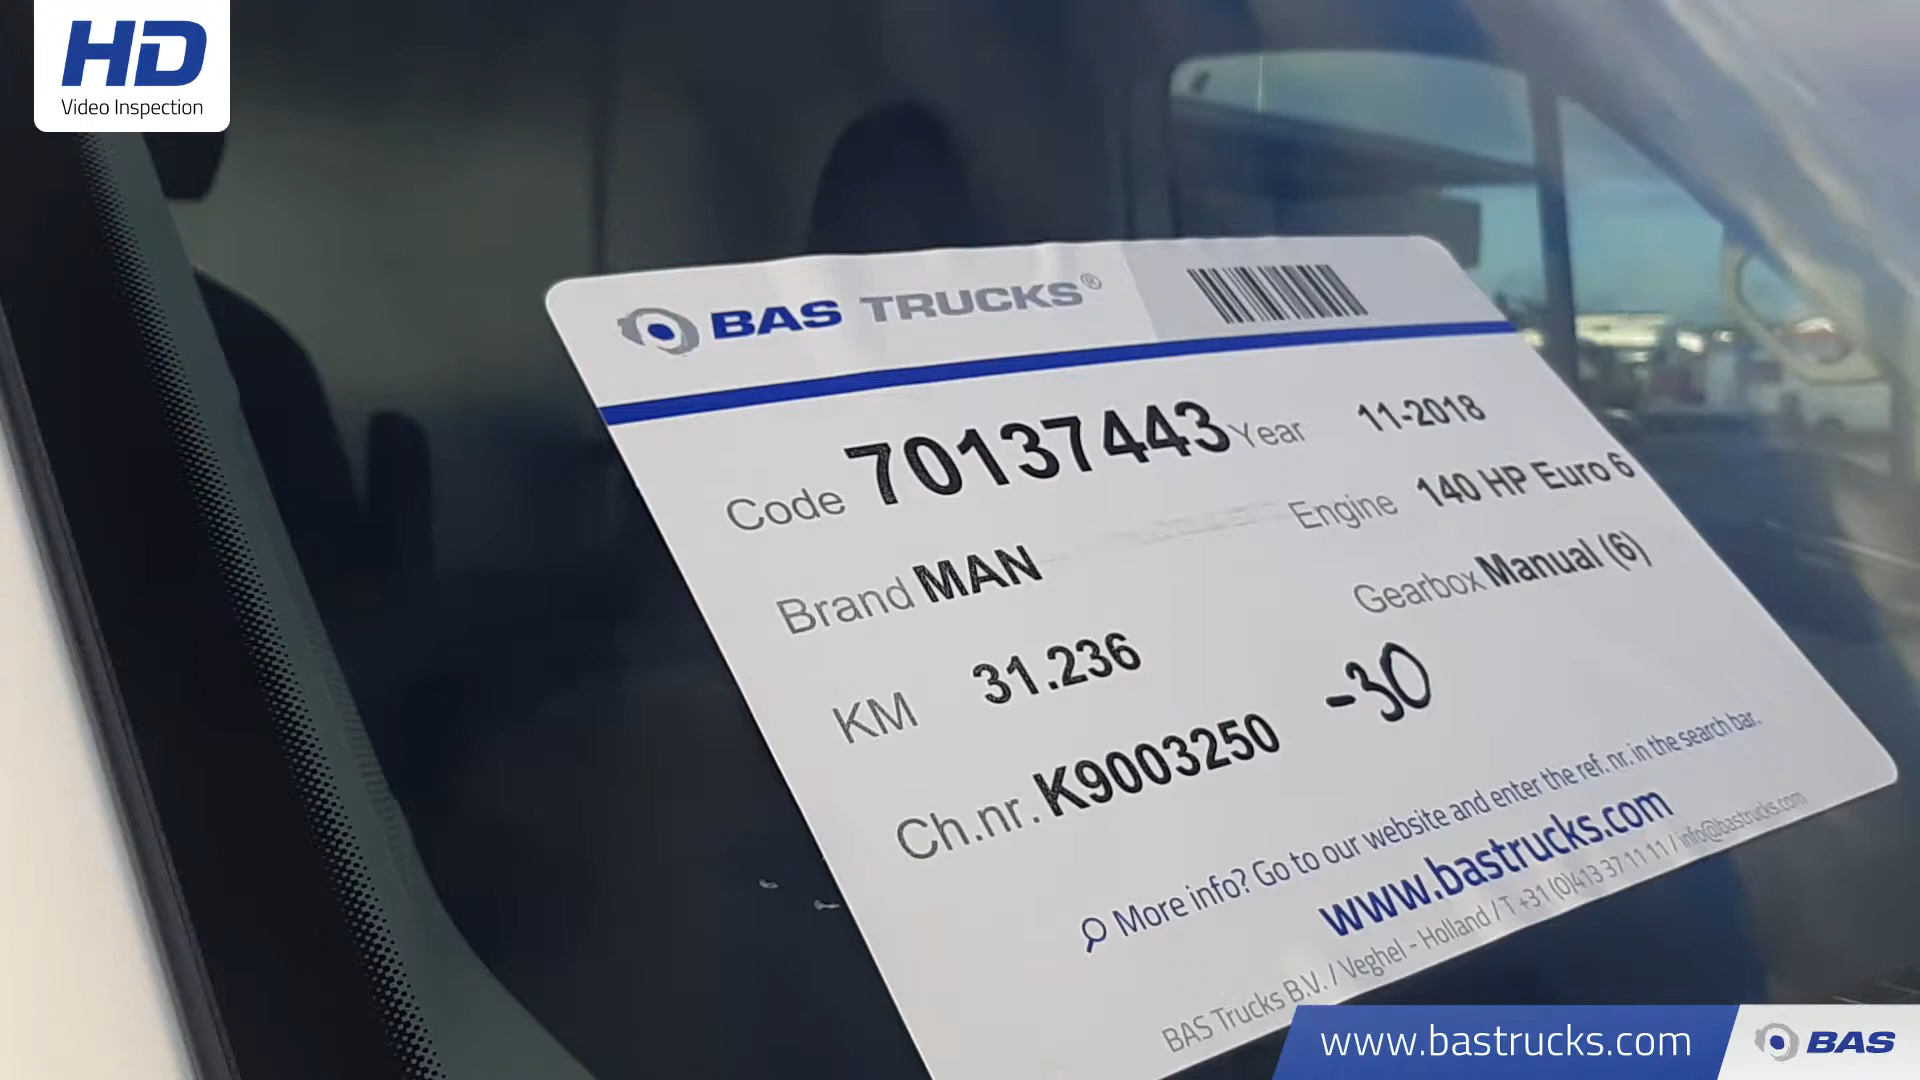 HD
Video Inspection
BAS TRUCKS®
Code 70137443 Year 11-2018
Brand MAN Engine 140 HP Euro 6
KM 31.236 Gearbox Manual (6)
Ch.nr. K9003250 -30
More info? Go to our website and enter the ref. nr. in the search bar.
www.bastrucks.com
BAS Trucks B.V. / Veghel - Holland / T +31 (0)413 37 11 11 / info@bastrucks.com
www.bastrucks.com BAS